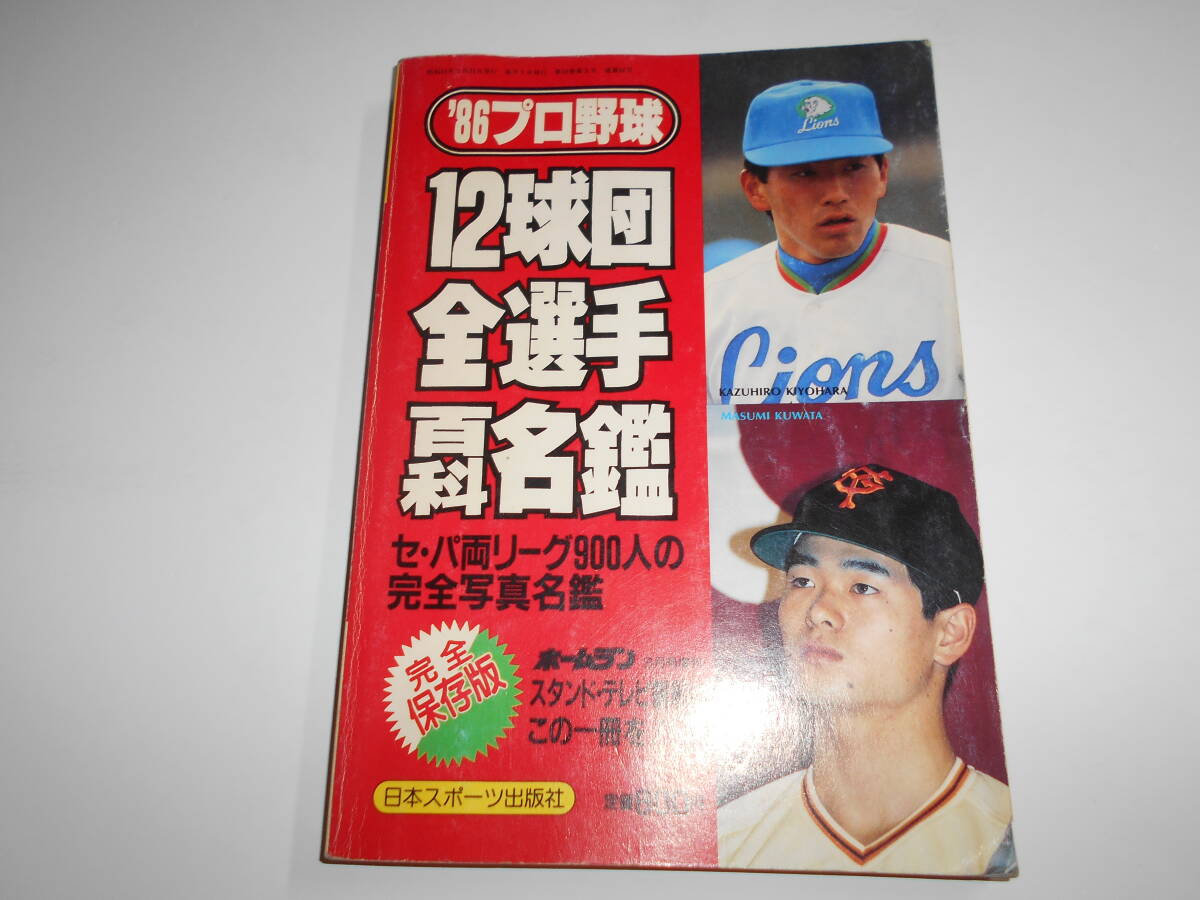 '86プロ野球
12球団
全選手
百科名鑑
セ・パ両リーグ900人の
完全写真名鑑
完全
保存版
ホームラン
スタンド・テレビ
この一冊を
日本スポーツ出版社
定価
Lions
Lions
KAZUHIRO KIYOHARA
MASUMI KUWATA